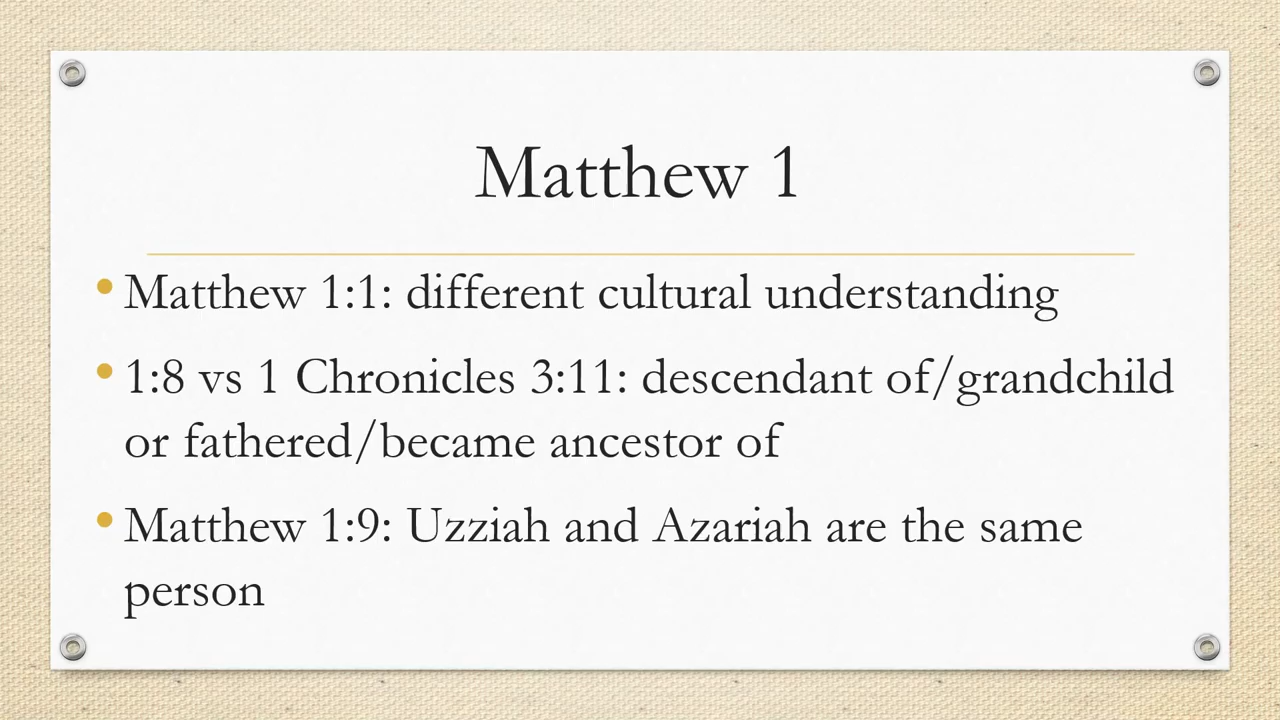 Matthew 1
• Matthew 1:1: different cultural understanding
• 1:8 vs 1 Chronicles 3:11: descendant of/grandchild
or fathered/became ancestor of
• Matthew 1:9: Uzziah and Azariah are the same
person